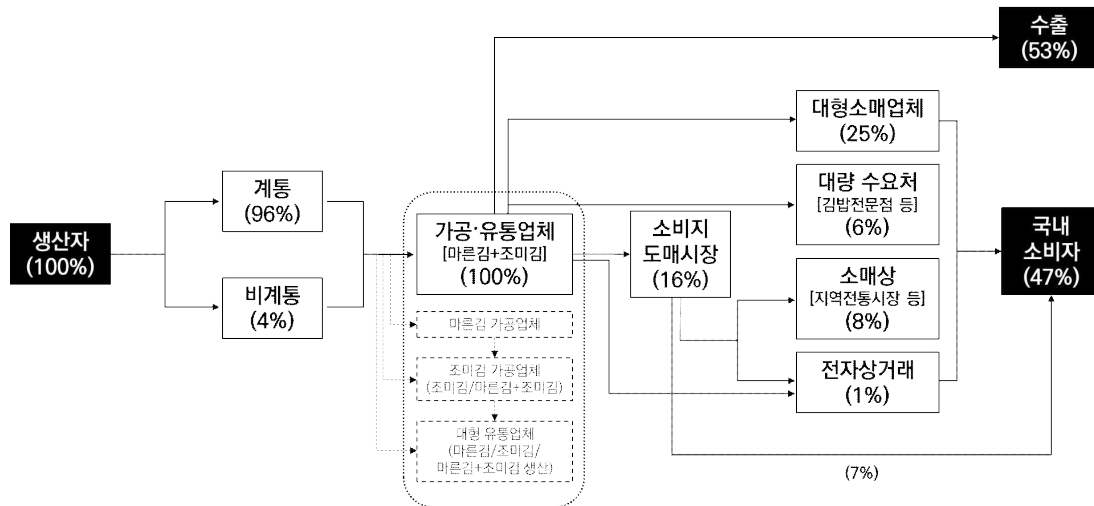 수출
(53%)
대형소매업체
(25%)
계통
(96%)
대량 수요처
[김밥전문점 등]
(6%)
생산자
(100%)
가공·유통업체
[마른김+조미김]
(100%)
소비지
도매시장
(16%)
국내
소비자
(47%)
비계통
(4%)
소매상
[지역전통시장 등]
(8%)
마른김 가공업체
조미김 가공업체
(조미김/마른김+조미김)
전자상거래
(1%)
대형 유통업체
(마른김/조미김/
마른김+조미김 생산)
(7%)